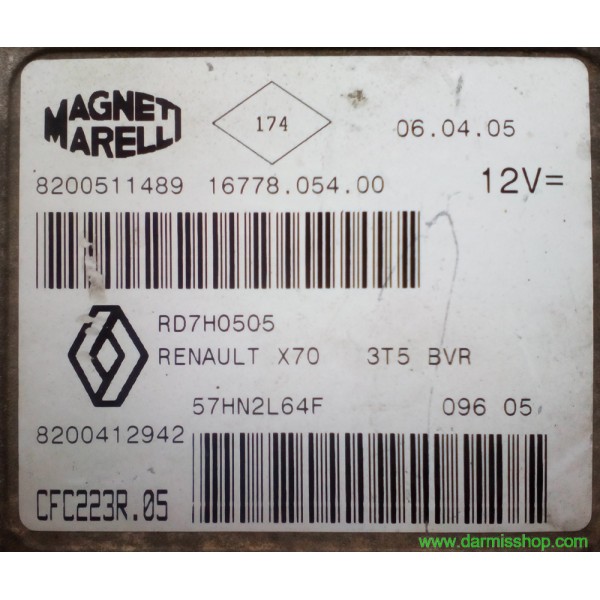 MAGNETI
MARELLI
174
06.04.05
8200511489 16778.054.00
12V=
RD7H0505
RENAULT X70 3T5 BVR
57HN2L64F
096 05
8200412942
CFC223R.05
www.darmisshop.com